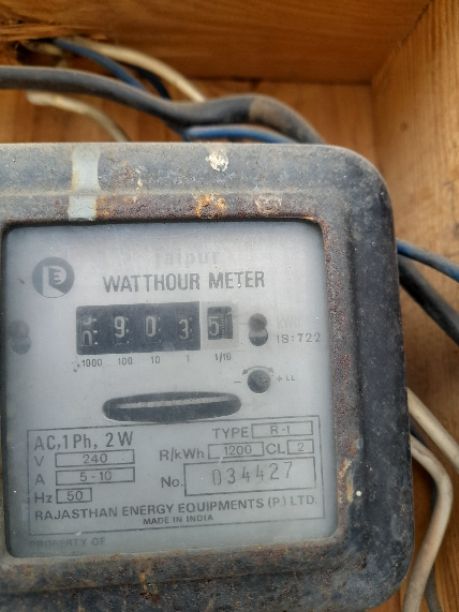 jaipur
WATTHOUR METER
0 9 0 3 5
1000 100 10 1 1/10
IS:722
- + LL
AC,1Ph, 2W
TYPE R-1
V 240
R/kWh 1200 CL 2
A 5-10
No. 034427
Hz 50
RAJASTHAN ENERGY EQUIPMENTS (P.) LTD.
MADE IN INDIA
PROPERTY OF